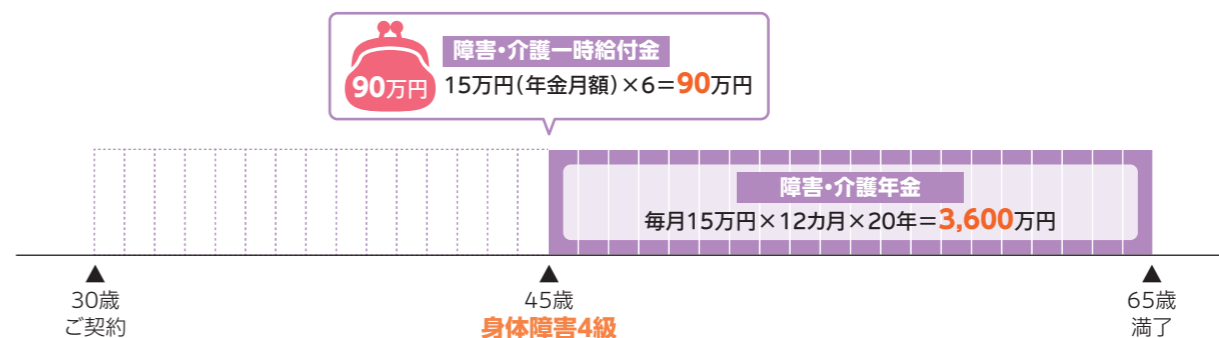 障害・介護一時給付金
90万円
15万円(年金月額)×6=90万円
障害・介護年金
毎月15万円×12カ月×20年=3,600万円
▲
30歳
ご契約
▲
45歳
身体障害4級
▲
65歳
満了